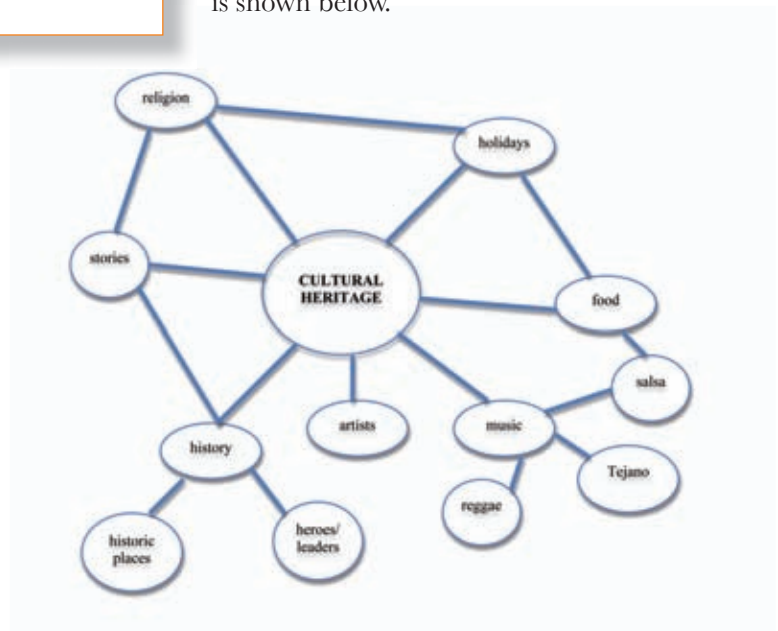 is shown below.
religion
holidays
stories
CULTURAL
HERITAGE
food
salsa
artists
music
history
Tejano
reggae
historic
places
heroes/
leaders